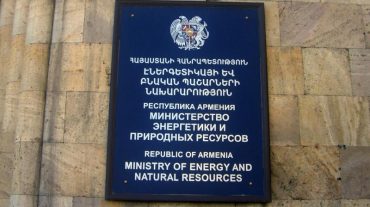 ՀԱՅԱՍՏԱՆԻ ՀԱՆՐԱՊԵՏՈՒԹՅՈՒՆ
ԷՆԵՐԳԵՏԻԿԱՅԻ ԵՎ
ԲՆԱԿԱՆ ՊԱՇԱՐՆԵՐԻ
ՆԱԽԱՐԱՐՈՒԹՅՈՒՆ
РЕСПУБЛИКА АРМЕНИЯ
МИНИСТЕРСТВО
ЭНЕРГЕТИКИ И
ПРИРОДНЫХ РЕСУРСОВ
REPUBLIC OF ARMENIA
MINISTRY OF ENERGY AND
NATURAL RESOURCES